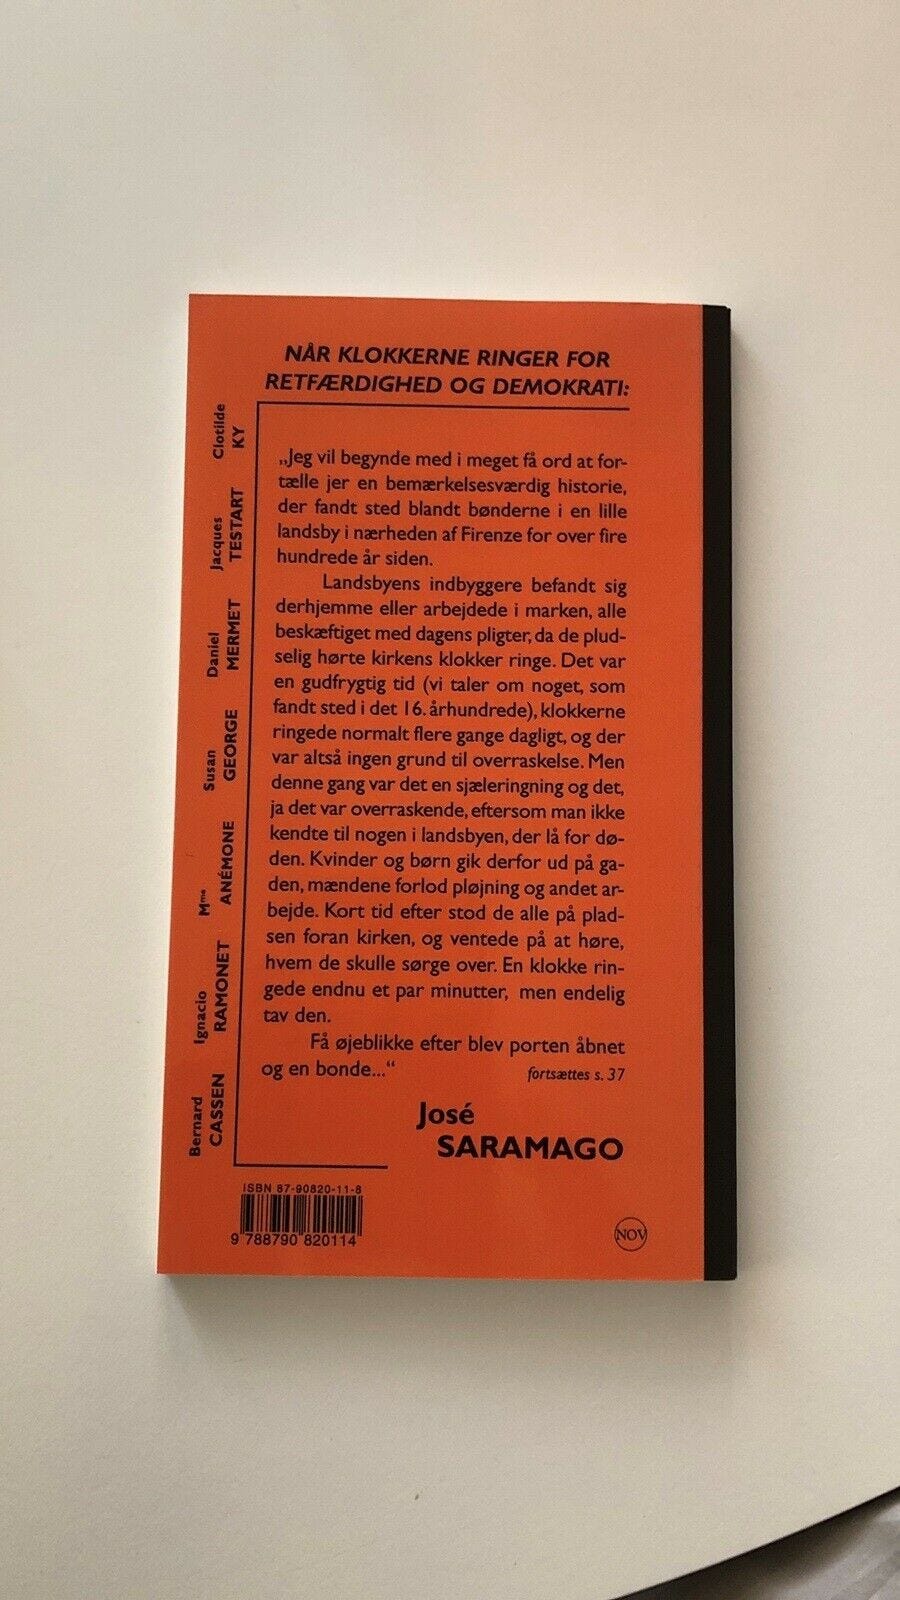 NÅR KLOKKERNE RINGER FOR
RETFÆRDIGHED OG DEMOKRATI:
„Jeg vil begynde med i meget få ord at for-
tælle jer en bemærkelsesværdig historie,
der fandt sted blandt bønderne i en lille
landsby i nærheden af Firenze for over fire
hundrede år siden.
Landsbyens indbyggere befandt sig
derhjemme eller arbejdede i marken, alle
beskæftiget med dagens pligter, da de plud-
selig hørte kirkens klokker ringe. Det var
en gudfrygtig tid (vi taler om noget, som
fandt sted i det 16. århundrede), klokkerne
ringede normalt flere gange dagligt, og der
var altså ingen grund til overraskelse. Men
denne gang var det en sjæleringning og det,
ja det var overraskende, eftersom man ikke
kendte til nogen i landsbyen, der lå for dø-
den. Kvinder og børn gik derfor ud på ga-
den, mændene forlod pløjning og andet ar-
bejde. Kort tid efter stod de alle på plad-
sen foran kirken, og ventede på at høre,
hvem de skulle sørge over. En klokke rin-
gede endnu et par minutter, men endelig
tav den.
Få øjeblikke efter blev porten åbnet
og en bonde..."
fortsættes s. 37
José
SARAMAGO
Bernard
CASSEN
Ignacio
RAMONET
Mme
ANÉMONE
Susan
GEORGE
Daniel
MERMET
Jacques
TESTART
Clotilde
KY
ISBN 87-90820-11-8
9 788790 820114
NOV